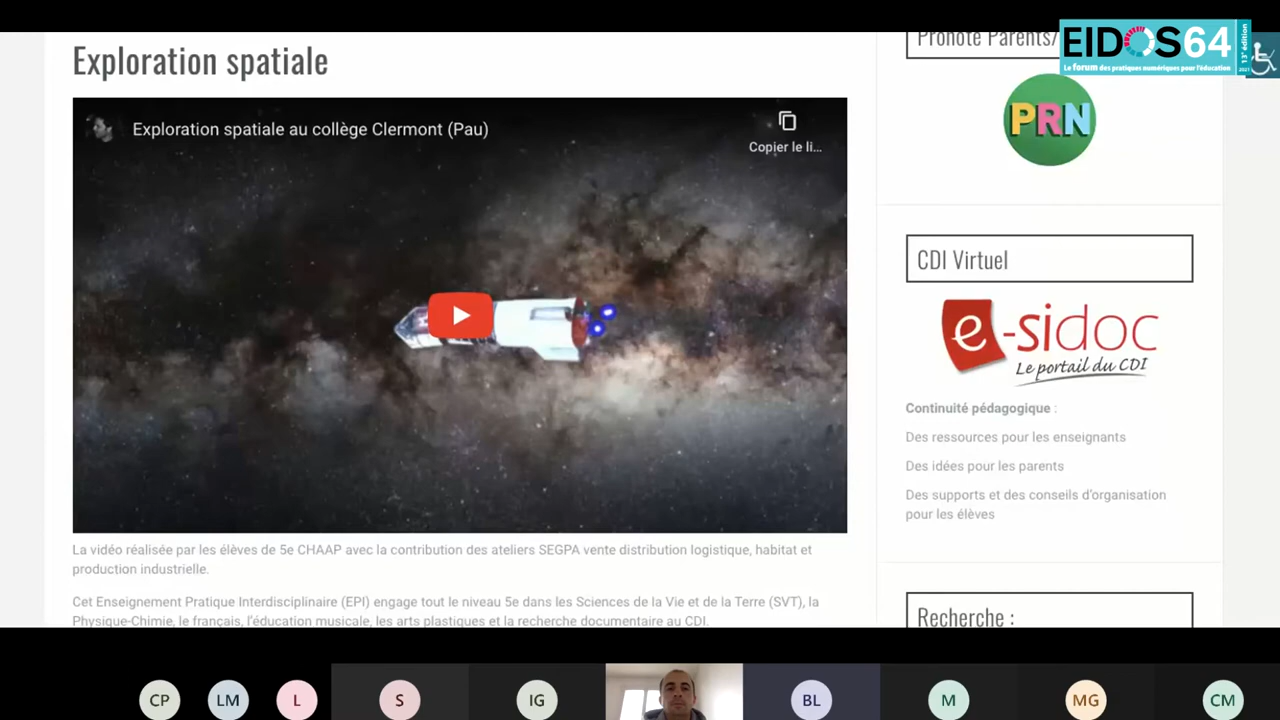 Exploration spatiale
Exploration spatiale au collège Clermont (Pau)
Copier le li...
La vidéo réalisée par les élèves de 5e CHAAP avec la contribution des ateliers SEGPA vente distribution logistique, habitat et
production industrielle.
Cet Enseignement Pratique Interdisciplinaire (EPI) engage tout le niveau 5e dans les Sciences de la Vie et de la Terre (SVT), la
Physique-Chimie, le français, l'éducation musicale, les arts plastiques et la recherche documentaire au CDI.
Pronote Parents/
EIDOS64
Le forum des pratiques numériques pour l'éducation
13e édition
2021
PRN
CDI Virtuel
e-sidoc
Le portail du CDI
Continuité pédagogique :
Des ressources pour les enseignants
Des idées pour les parents
Des supports et des conseils d'organisation
pour les élèves
Recherche :
CP
LM
L
S
IG
BL
M
MG
CM